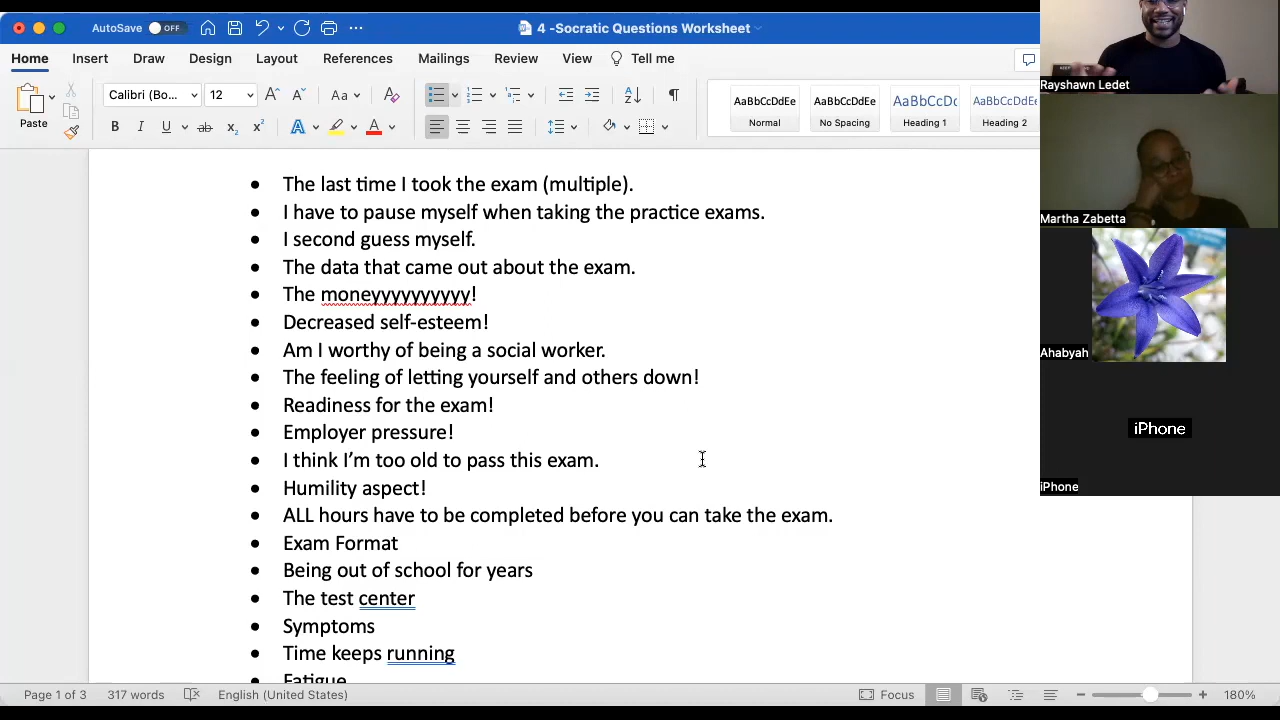 AutoSave OFF
4 -Socratic Questions Worksheet
Home Insert Draw Design Layout References Mailings Review View Tell me
Paste
Calibri (Bo... 12
AaBbCcDdEe AaBbCcDdEe AaBbCcDc AaBbCcDdEe
Normal No Spacing Heading 1 Heading 2
Rayshawn Ledet
Martha Zabetta
Ahabyah
iPhone
iPhone
• The last time I took the exam (multiple).
• I have to pause myself when taking the practice exams.
• I second guess myself.
• The data that came out about the exam.
• The moneyyyyyyyyyy!
• Decreased self-esteem!
• Am I worthy of being a social worker.
• The feeling of letting yourself and others down!
• Readiness for the exam!
• Employer pressure!
• I think I’m too old to pass this exam.
• Humility aspect!
• ALL hours have to be completed before you can take the exam.
• Exam Format
• Being out of school for years
• The test center
• Symptoms
• Time keeps running
• Fatigue
Page 1 of 3 317 words English (United States) Focus 180%